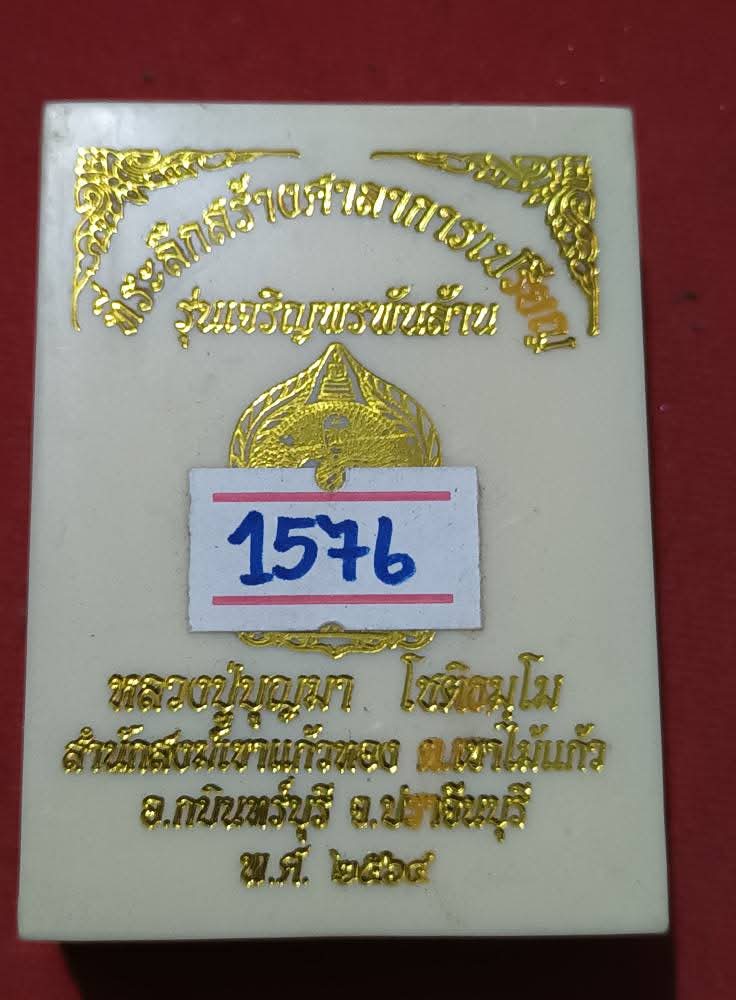 ที่ระลึกสร้างศาลาการเปรียญ
รุ่นเจริญพรพันล้าน
1576
หลวงปู่บุญมา โชติธมฺโม
สำนักสงฆ์เขาแก้วทอง ต.เขาไม้แก้ว
อ.กบินทร์บุรี จ.ปราจีนบุรี
พ.ศ. ๒๕๖๔